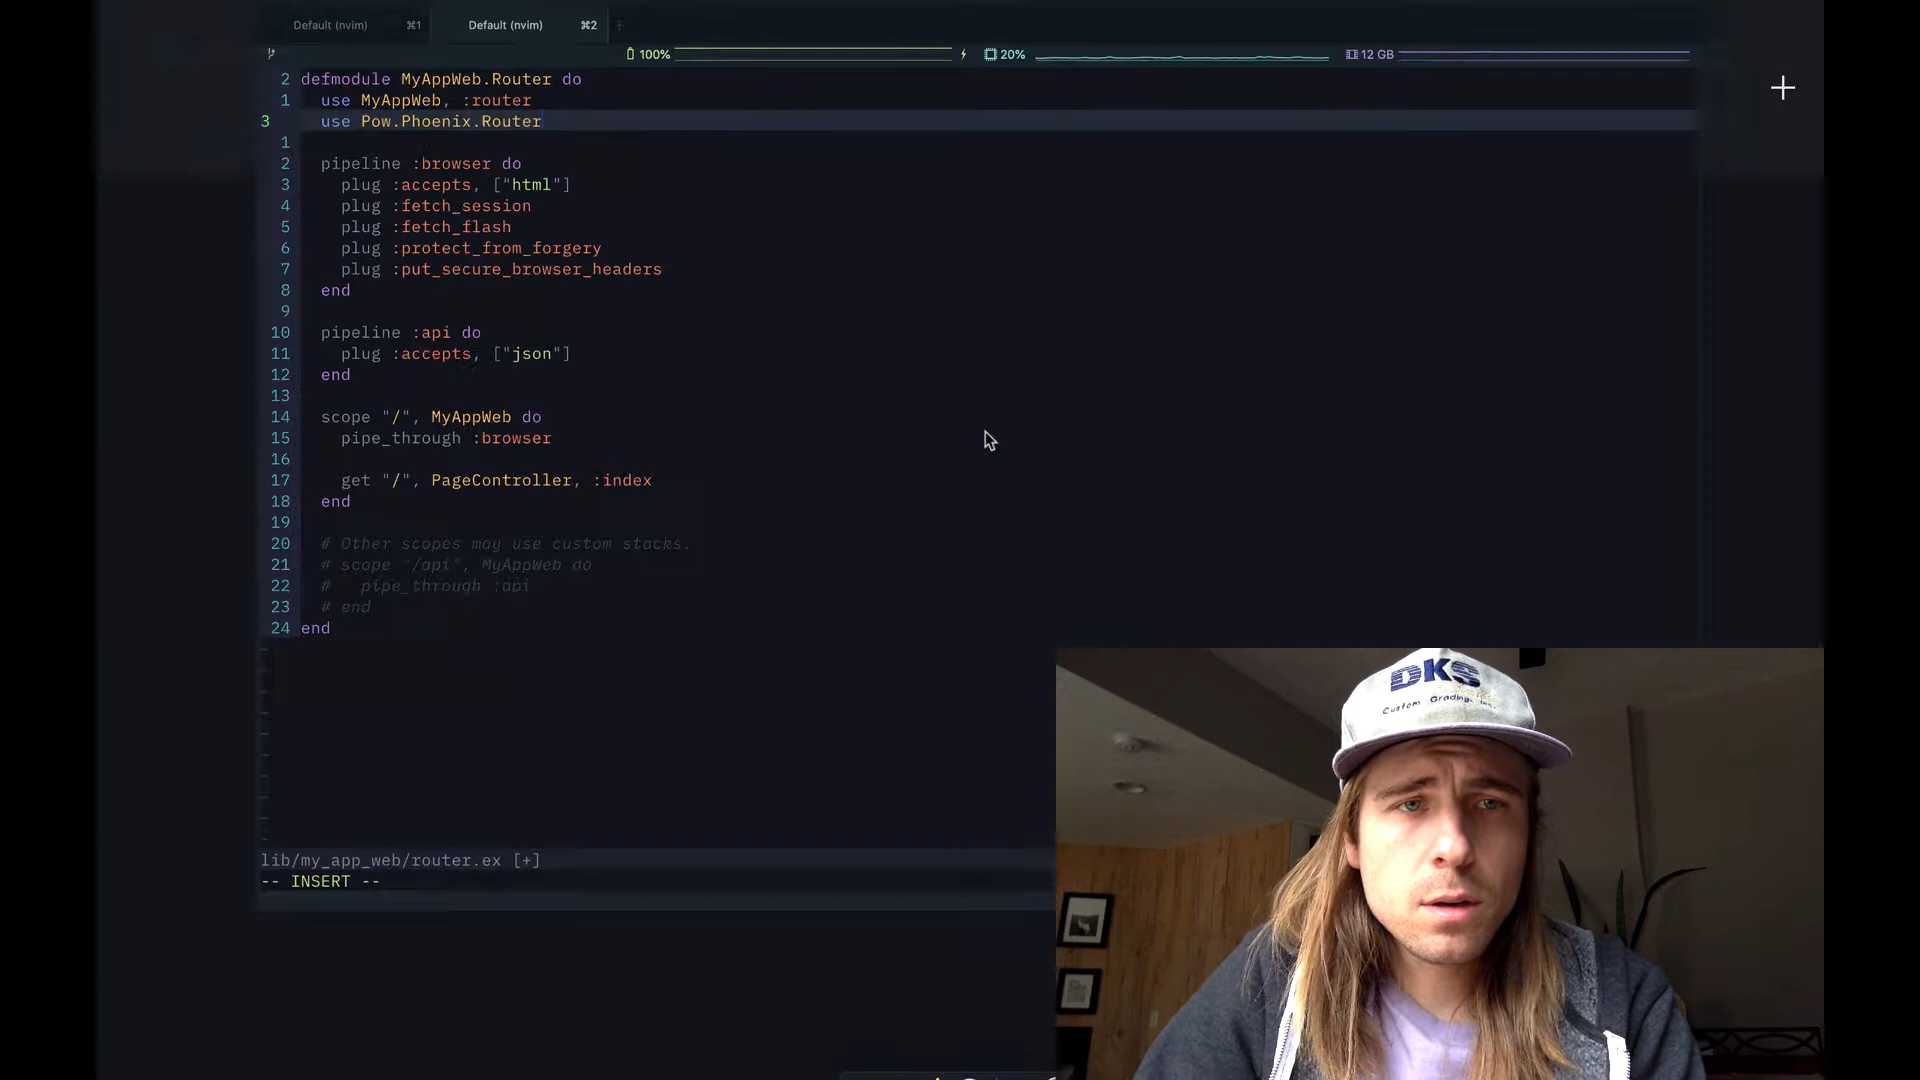 Default (nvim) ⌘1 Default (nvim) ⌘2 +
100% 20% 12 GB
2 defmodule MyAppWeb.Router do
1   use MyAppWeb, :router
3   use Pow.Phoenix.Router
1
2   pipeline :browser do
3     plug :accepts, ["html"]
4     plug :fetch_session
5     plug :fetch_flash
6     plug :protect_from_forgery
7     plug :put_secure_browser_headers
8   end
9
10   pipeline :api do
11     plug :accepts, ["json"]
12   end
13
14   scope "/", MyAppWeb do
15     pipe_through :browser
16
17     get "/", PageController, :index
18   end
19
20   # Other scopes may use custom stacks.
21   # scope "/api", MyAppWeb do
22   #   pipe_through :api
23   # end
24 end
lib/my_app_web/router.ex [+]
-- INSERT --
DKS
Custom Grading, Inc.